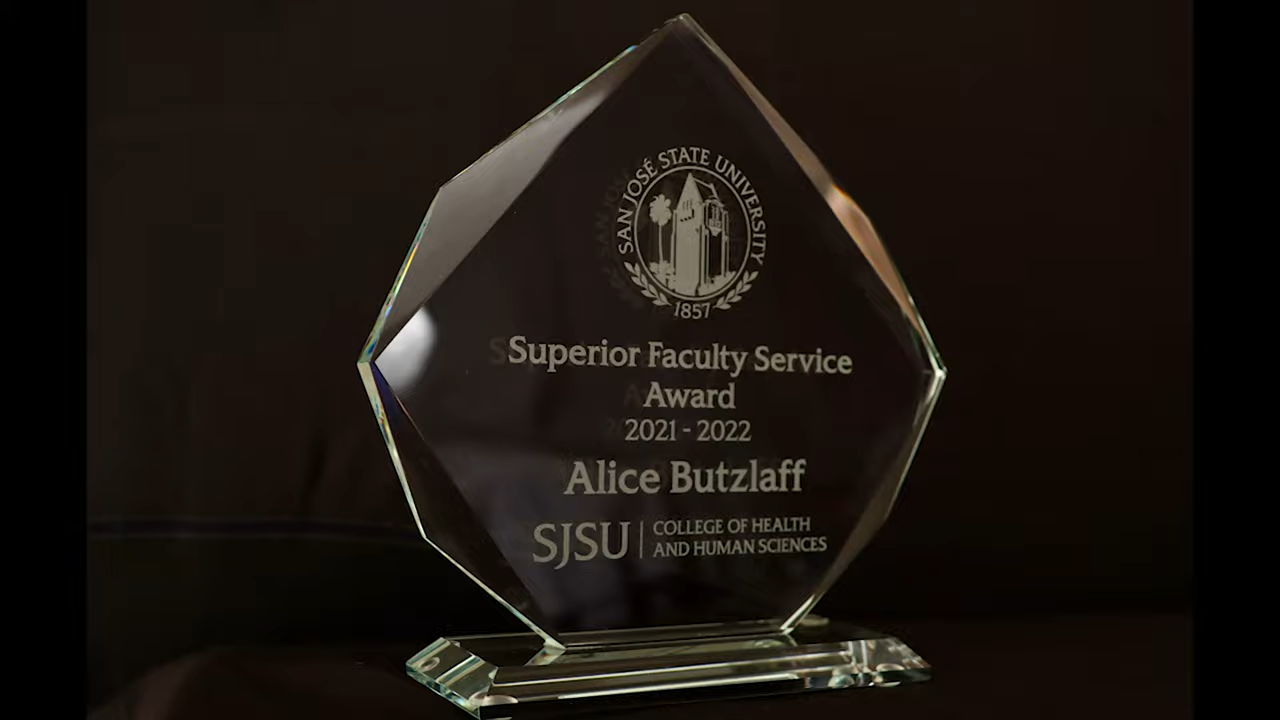 SAN JOSÉ STATE UNIVERSITY
1857
Superior Faculty Service
Award
2021 - 2022
Alice Butzlaff
SJSU
COLLEGE OF HEALTH
AND HUMAN SCIENCES